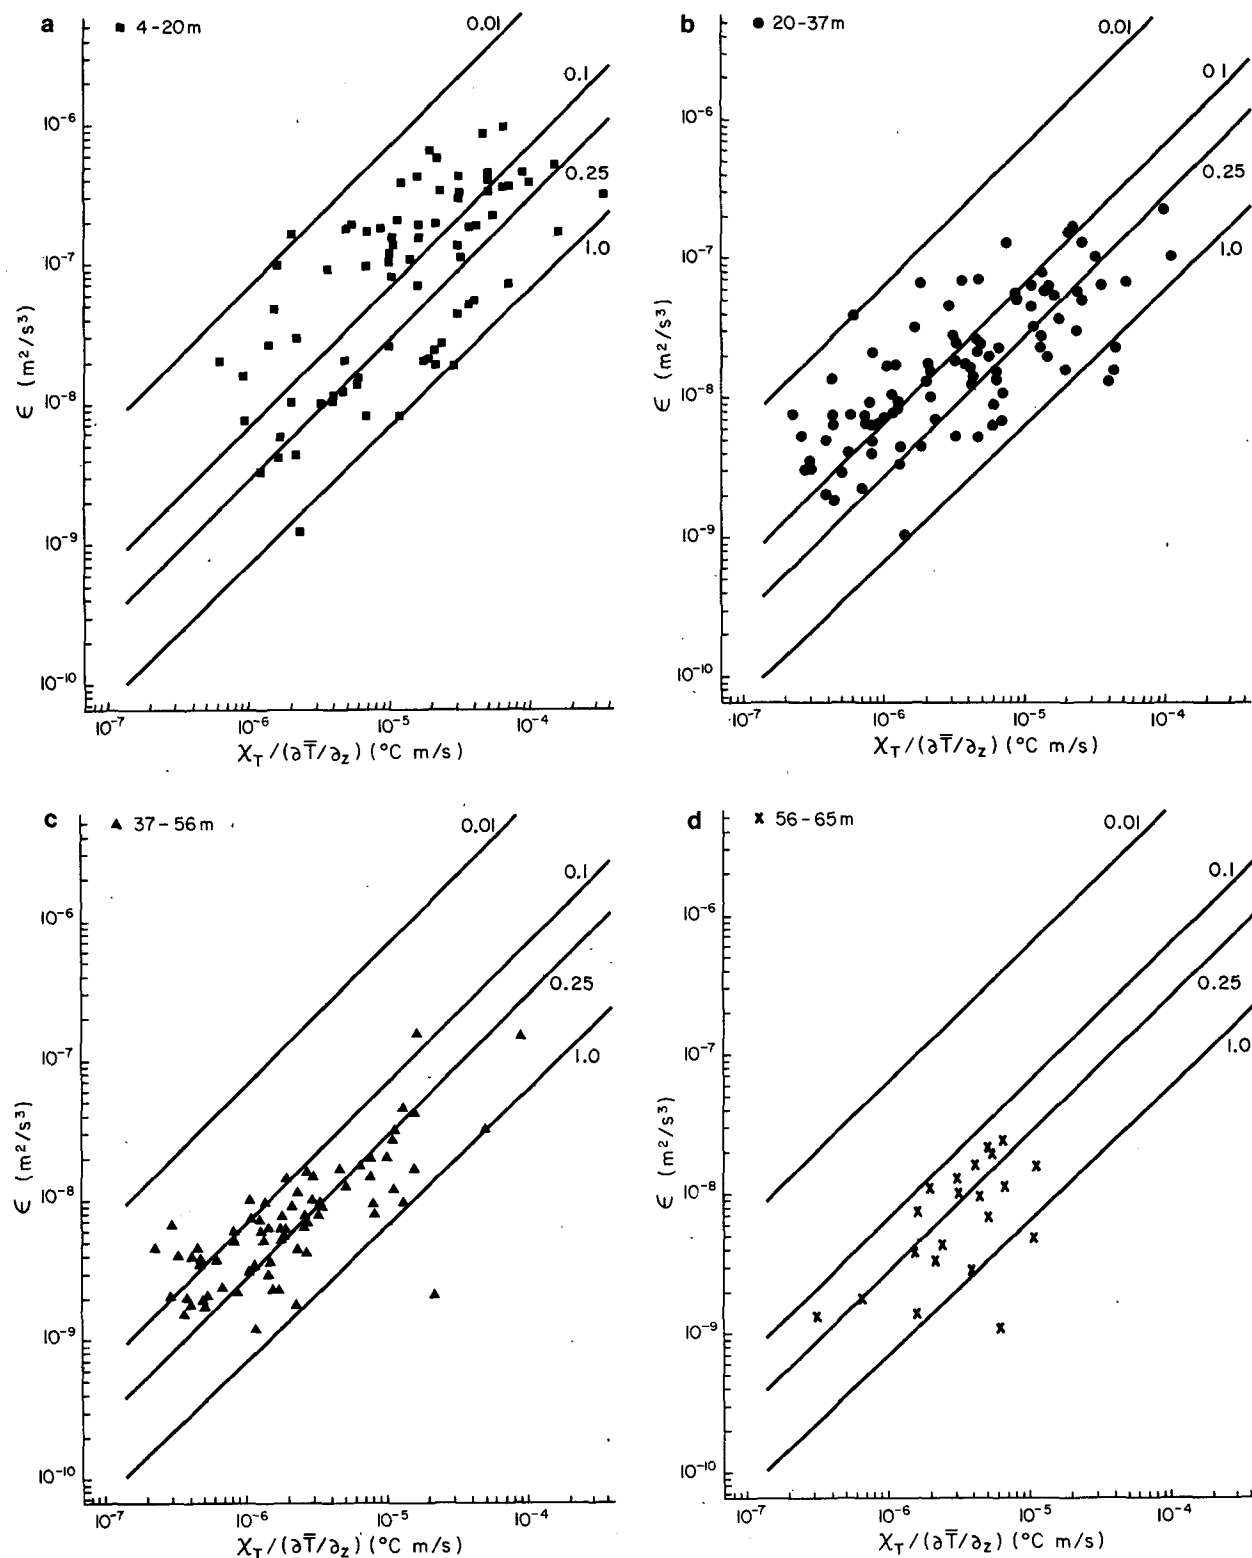 a ■ 4-20m
0.01
0.1
0.25
1.0
10⁻⁶
10⁻⁷
10⁻⁸
10⁻⁹
10⁻¹⁰
ϵ (m²/s³)
10⁻⁷ 10⁻⁶ 10⁻⁵ 10⁻⁴
χT/(∂T̅/∂z) (°C m/s)
b ● 20-37m
0.01
01
0.25
1.0
10⁻⁶
10⁻⁷
10⁻⁸
10⁻⁹
10⁻¹⁰
ϵ (m²/s³)
10⁻⁷ 10⁻⁶ 10⁻⁵ 10⁻⁴
χT/(∂T̅/∂z) (°C m/s)
c ▲ 37-56m
0.01
0.1
0.25
1.0
10⁻⁶
10⁻⁷
10⁻⁸
10⁻⁹
10⁻¹⁰
ϵ (m²/s³)
10⁻⁷ 10⁻⁶ 10⁻⁵ 10⁻⁴
χT/(∂T̅/∂z) (°C m/s)
d x 56-65m
0.01
0.1
0.25
1.0
10⁻⁶
10⁻⁷
10⁻⁸
10⁻⁹
10⁻¹⁰
ϵ (m²/s³)
10⁻⁷ 10⁻⁶ 10⁻⁵ 10⁻⁴
χT/(∂T̅/∂z) (°C m/s)